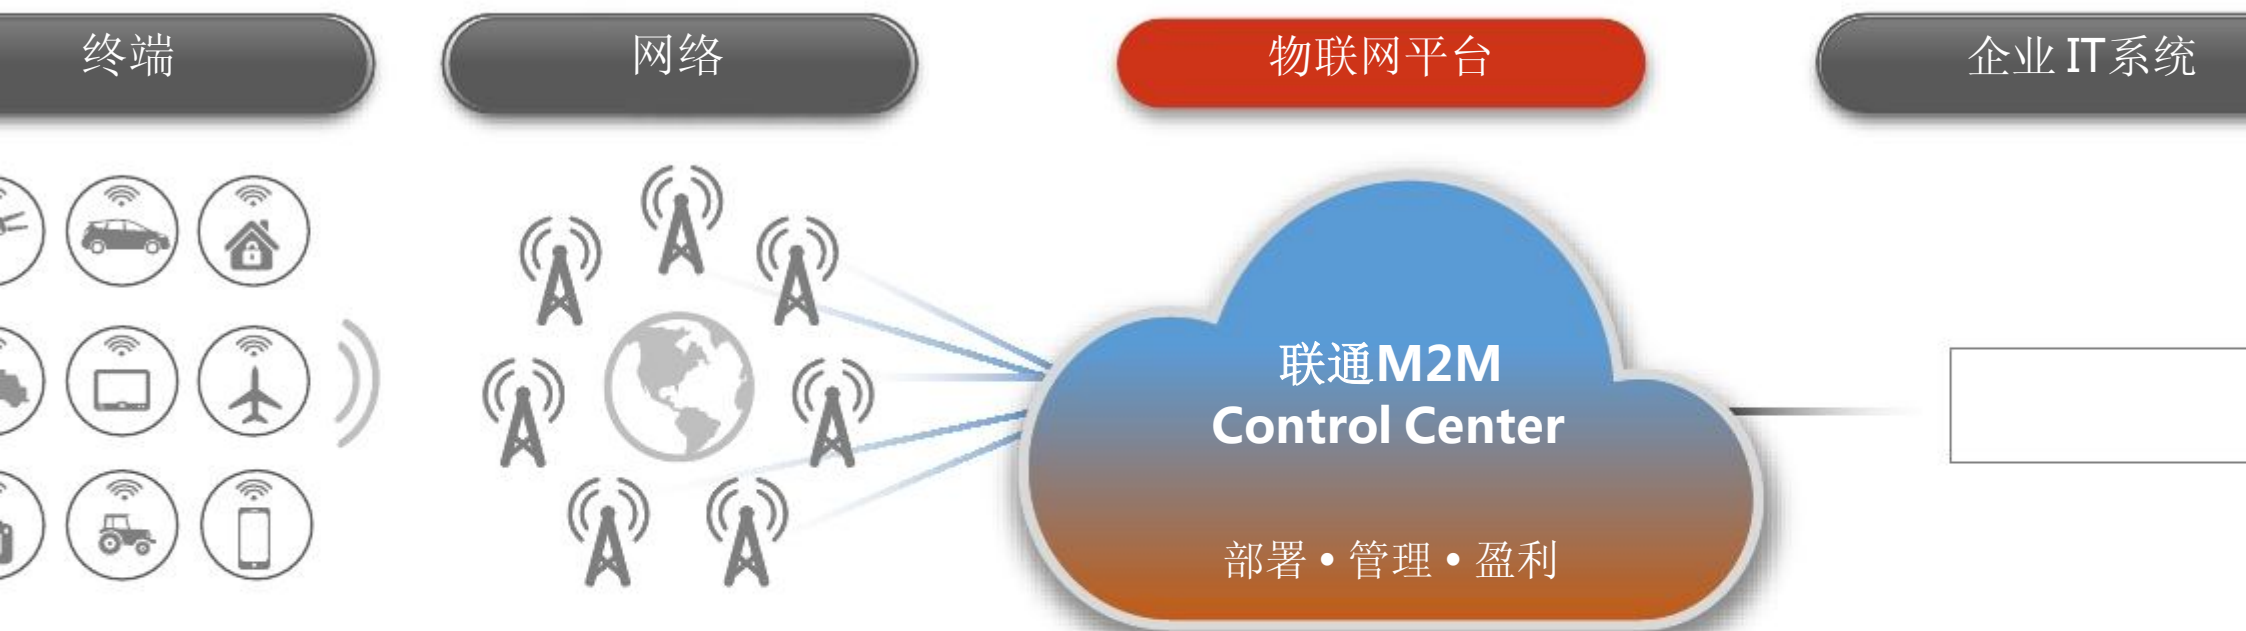 终端
网络
物联网平台
企业 IT系统
联通M2M
Control Center
部署 • 管理 • 盈利